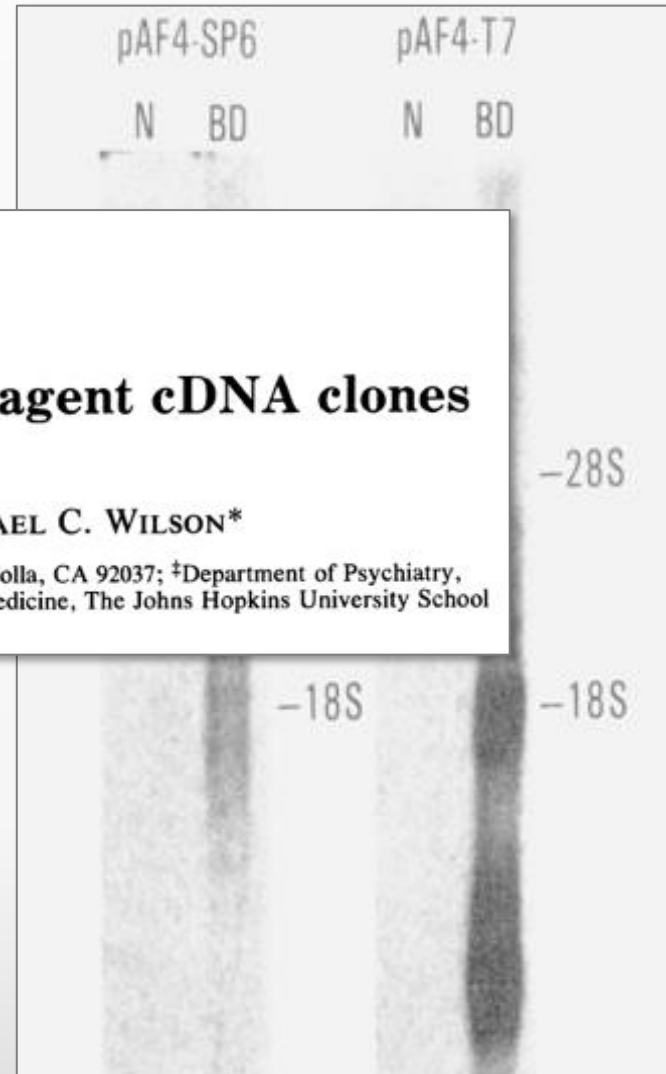 pAF4-SP6 pAF4-T7
N BD N BD
agent cDNA clones
AEL C. WILSON*
olla, CA 92037; ‡Department of Psychiatry,
edicine, The Johns Hopkins University School
–28S
–18S –18S